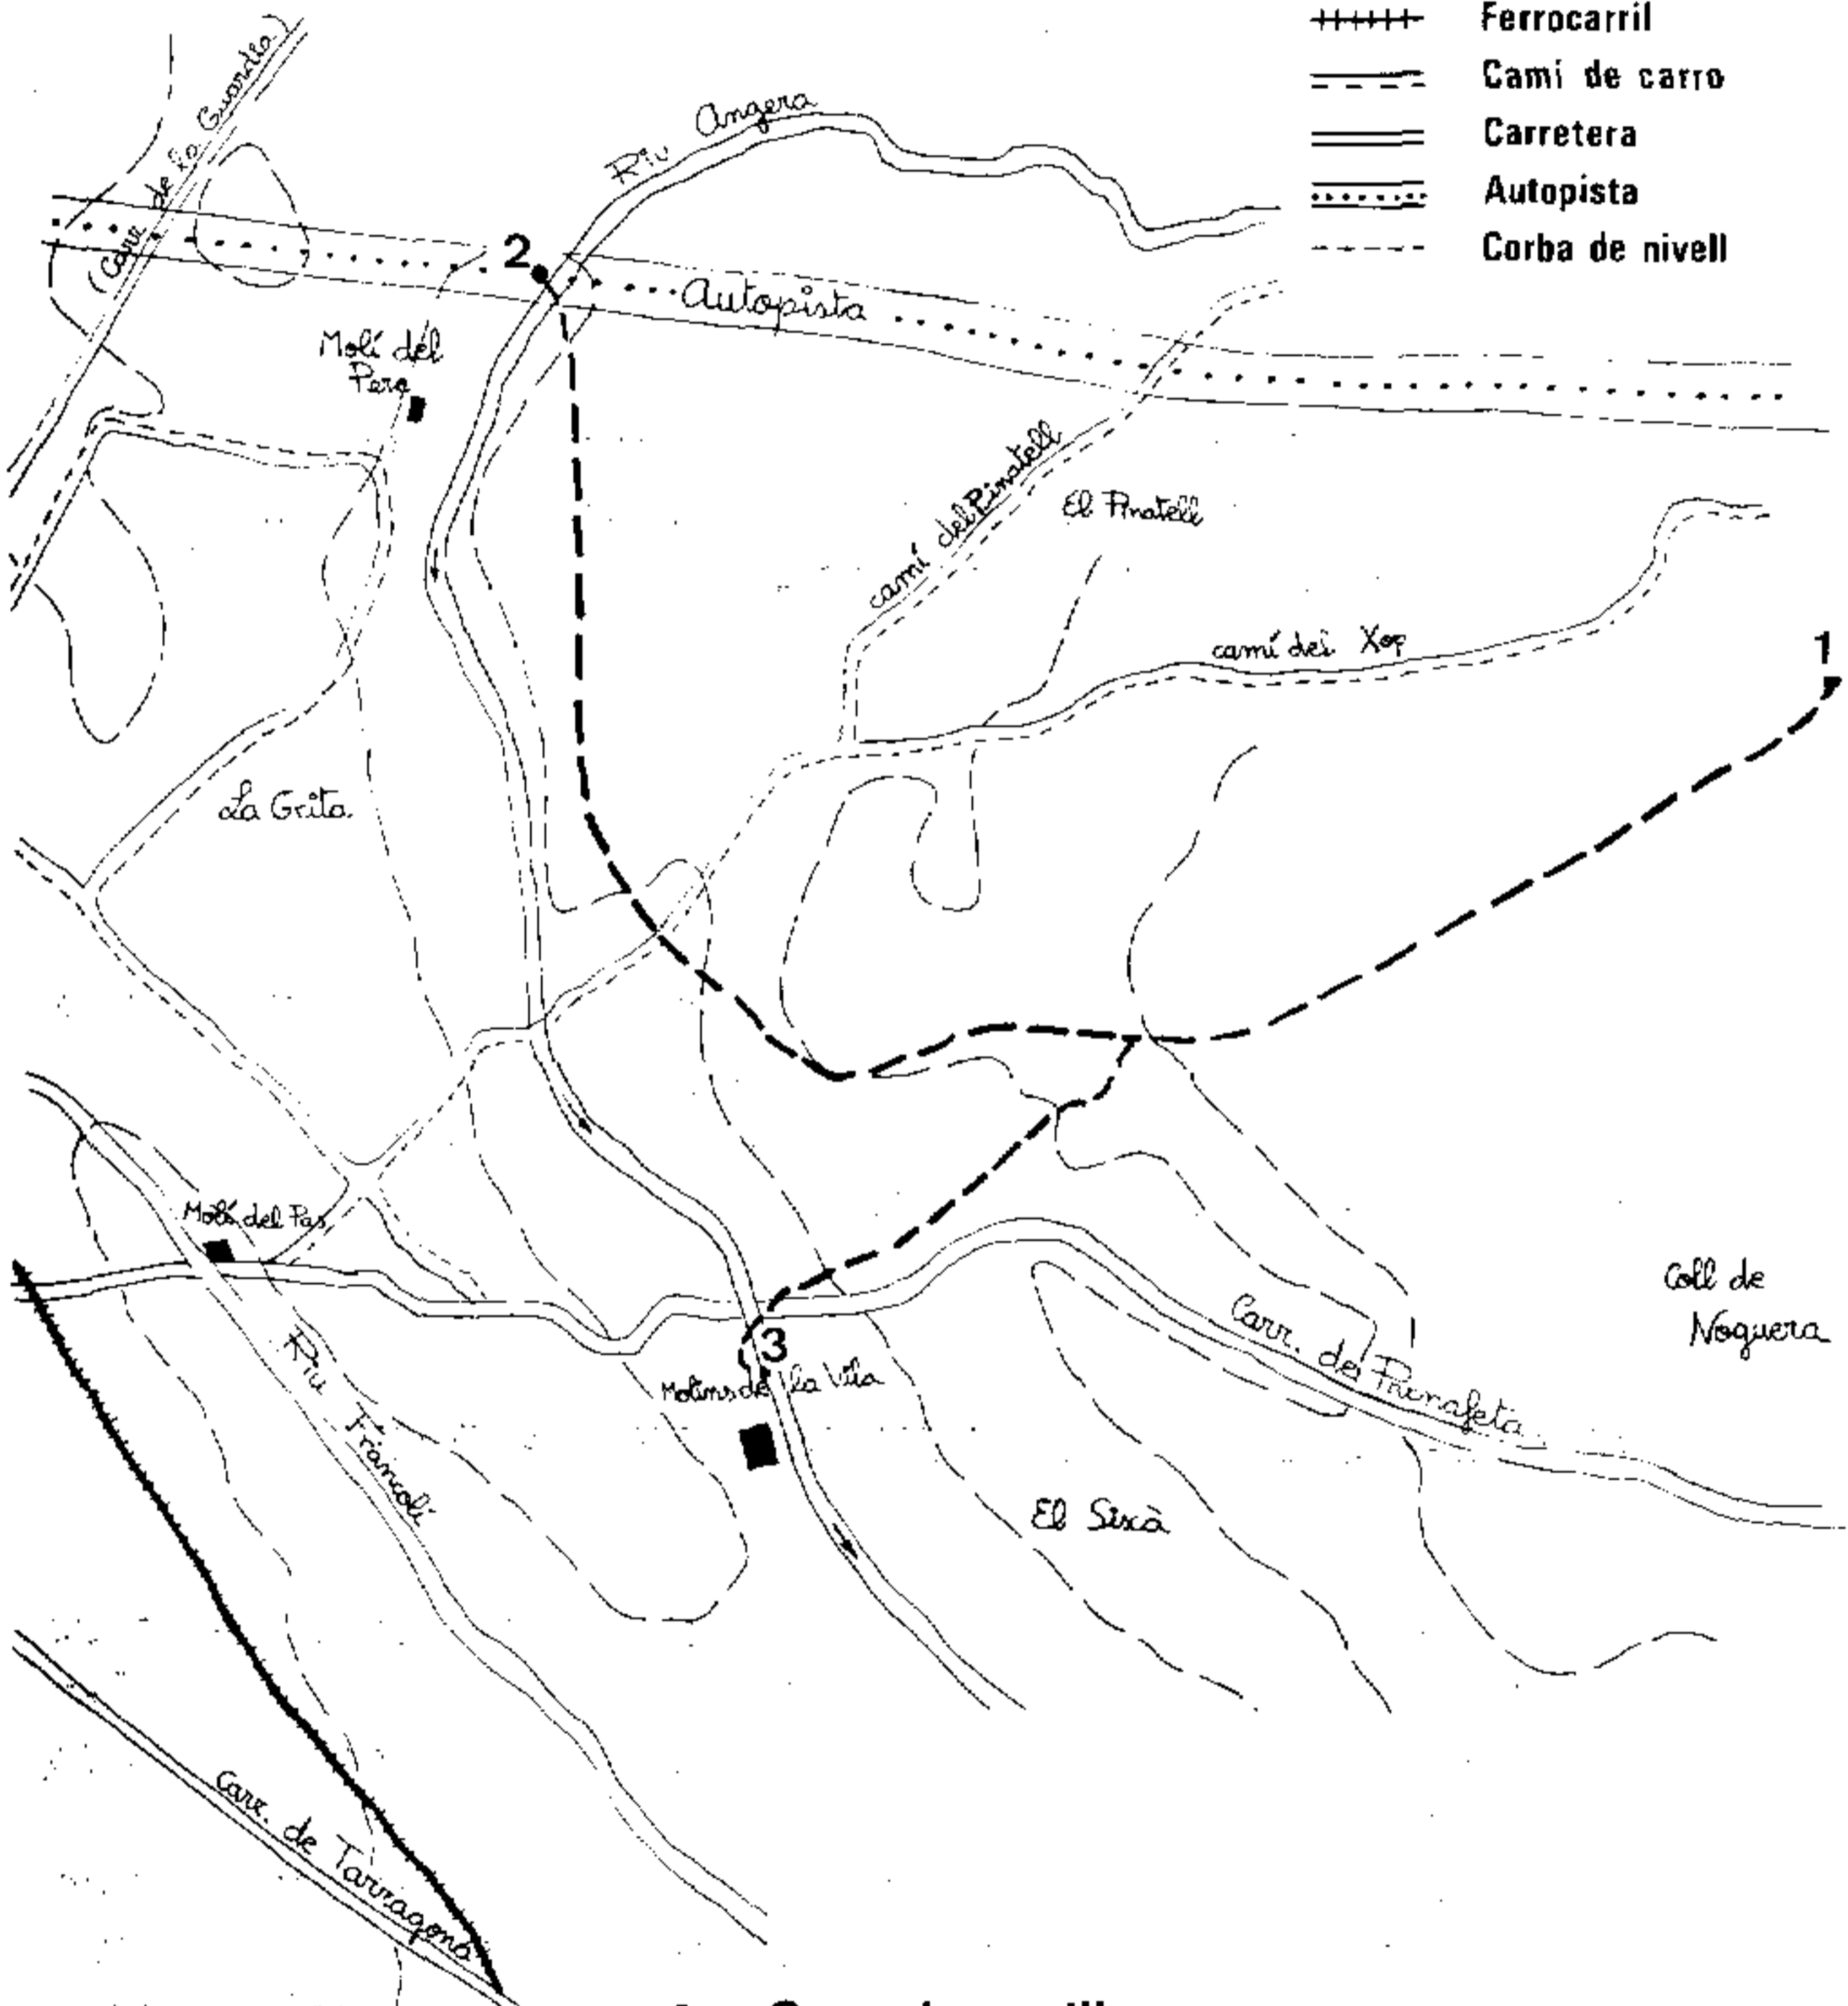 Ferrocarril
Camí de carro
Carretera
Autopista
Corba de nivell
Carr. de la Guardia
Riu Angera
2
Autopista
Molí del
Pera
camí del Pinatell
El Pinatell
camí del Xop
1
La Grita
Molí del Pas
Riu Francolí
3
Molins de la Vila
Carr. de Prenafeta
Coll de
Noguera
El Sirà
Carr. de Tarragona